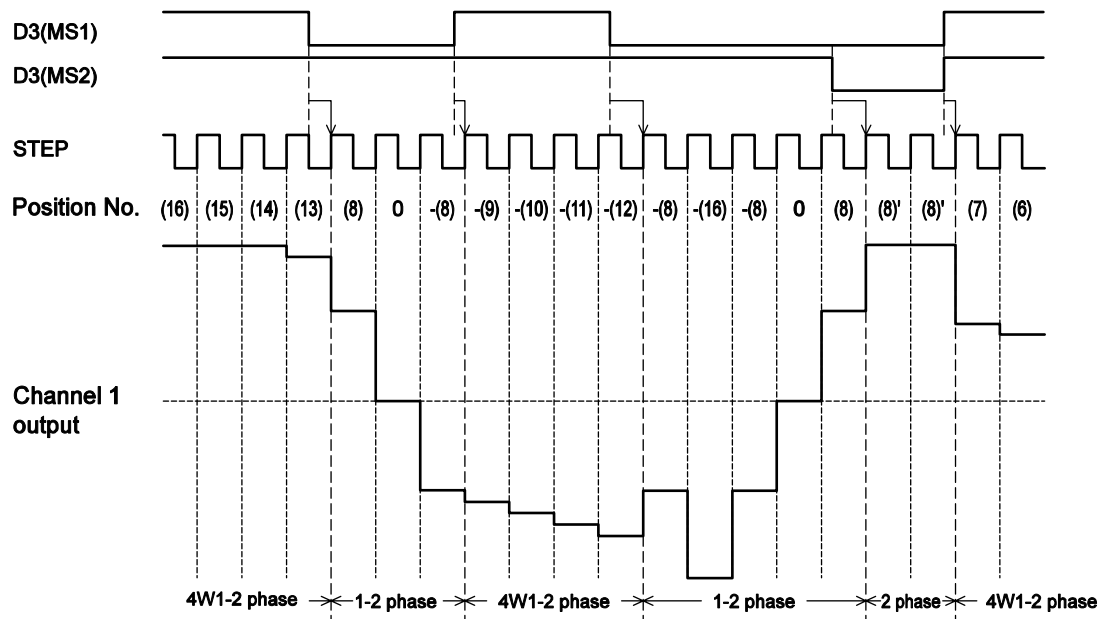 D3(MS1)
D3(MS2)
STEP
Position No. (16) (15) (14) (13) (8) 0 -(8) -(9) -(10) -(11) -(12) -(8) -(16) -(8) 0 (8) (8)' (8)' (7) (6)
Channel 1
output
4W1-2 phase 1-2 phase 4W1-2 phase 1-2 phase 2 phase 4W1-2 phase